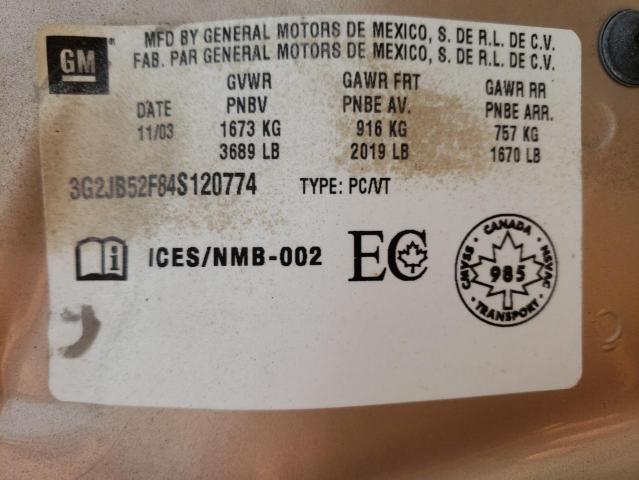 GM
MFD BY GENERAL MOTORS DE MEXICO, S. DE R.L. DE C.V.
FAB. PAR GENERAL MOTORS DE MEXICO, S. DE R.L. DE C.V.
GVWR GAWR FRT GAWR RR
DATE PNBV PNBE AV. PNBE ARR.
11/03 1673 KG 916 KG 757 KG
3689 LB 2019 LB 1670 LB
3G2JB52F84S120774 TYPE: PC/VT
i ICES/NMB-002 EC
CANADA
CMVSS 985 NSVAC
TRANSPORT